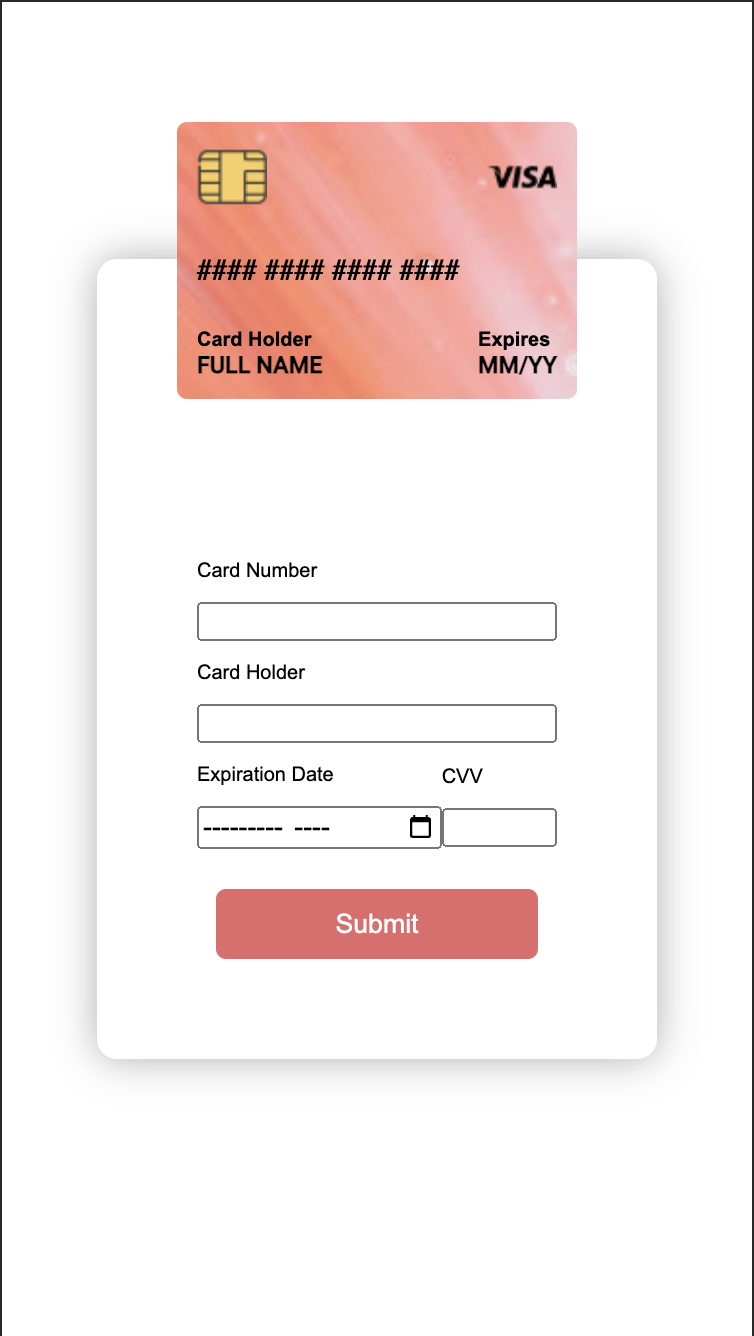 VISA
#### #### #### ####
Card Holder Expires
FULL NAME MM/YY
Card Number
Card Holder
Expiration Date CVV
--------- ----
Submit